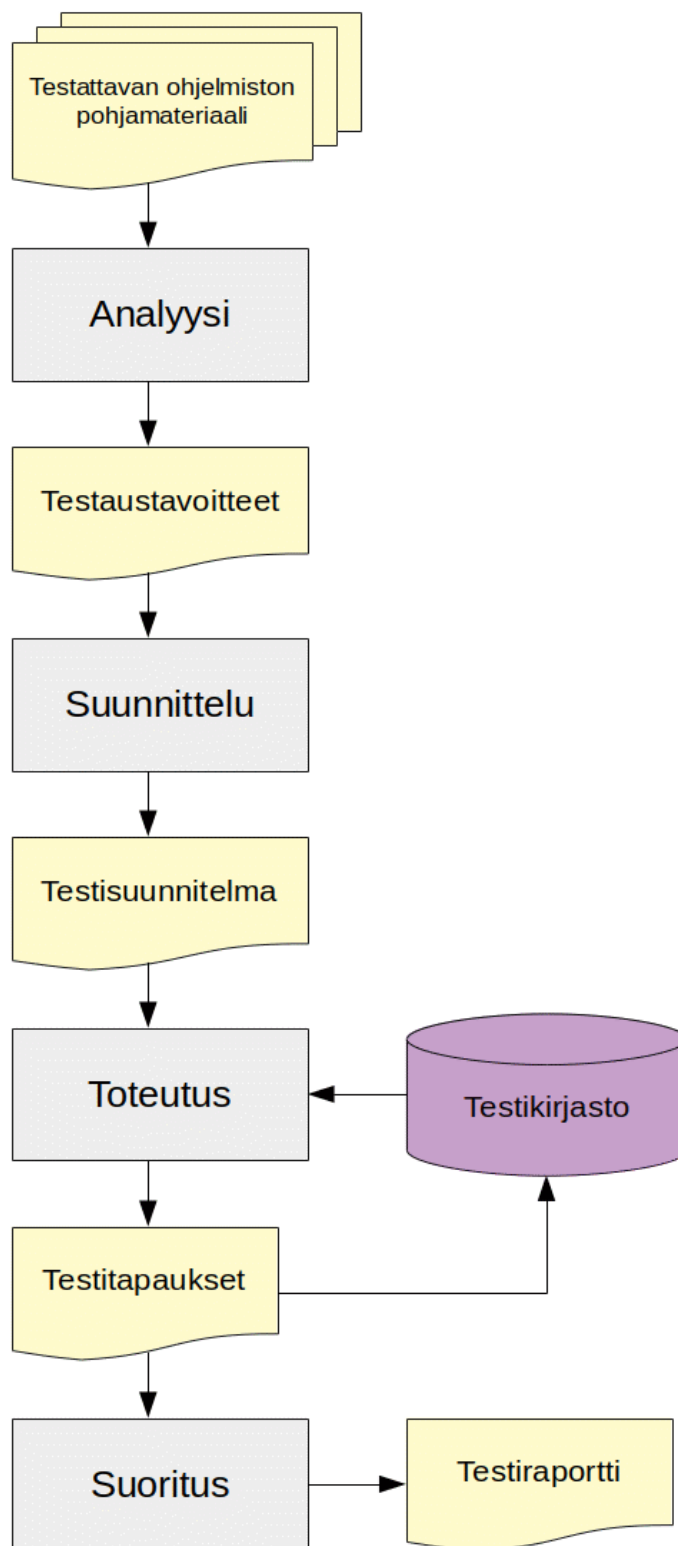 Testattavan ohjelmiston
pohjamateriaali
Analyysi
Testaustavoitteet
Suunnittelu
Testisuunnitelma
Toteutus
Testikirjasto
Testitapaukset
Suoritus
Testiraportti